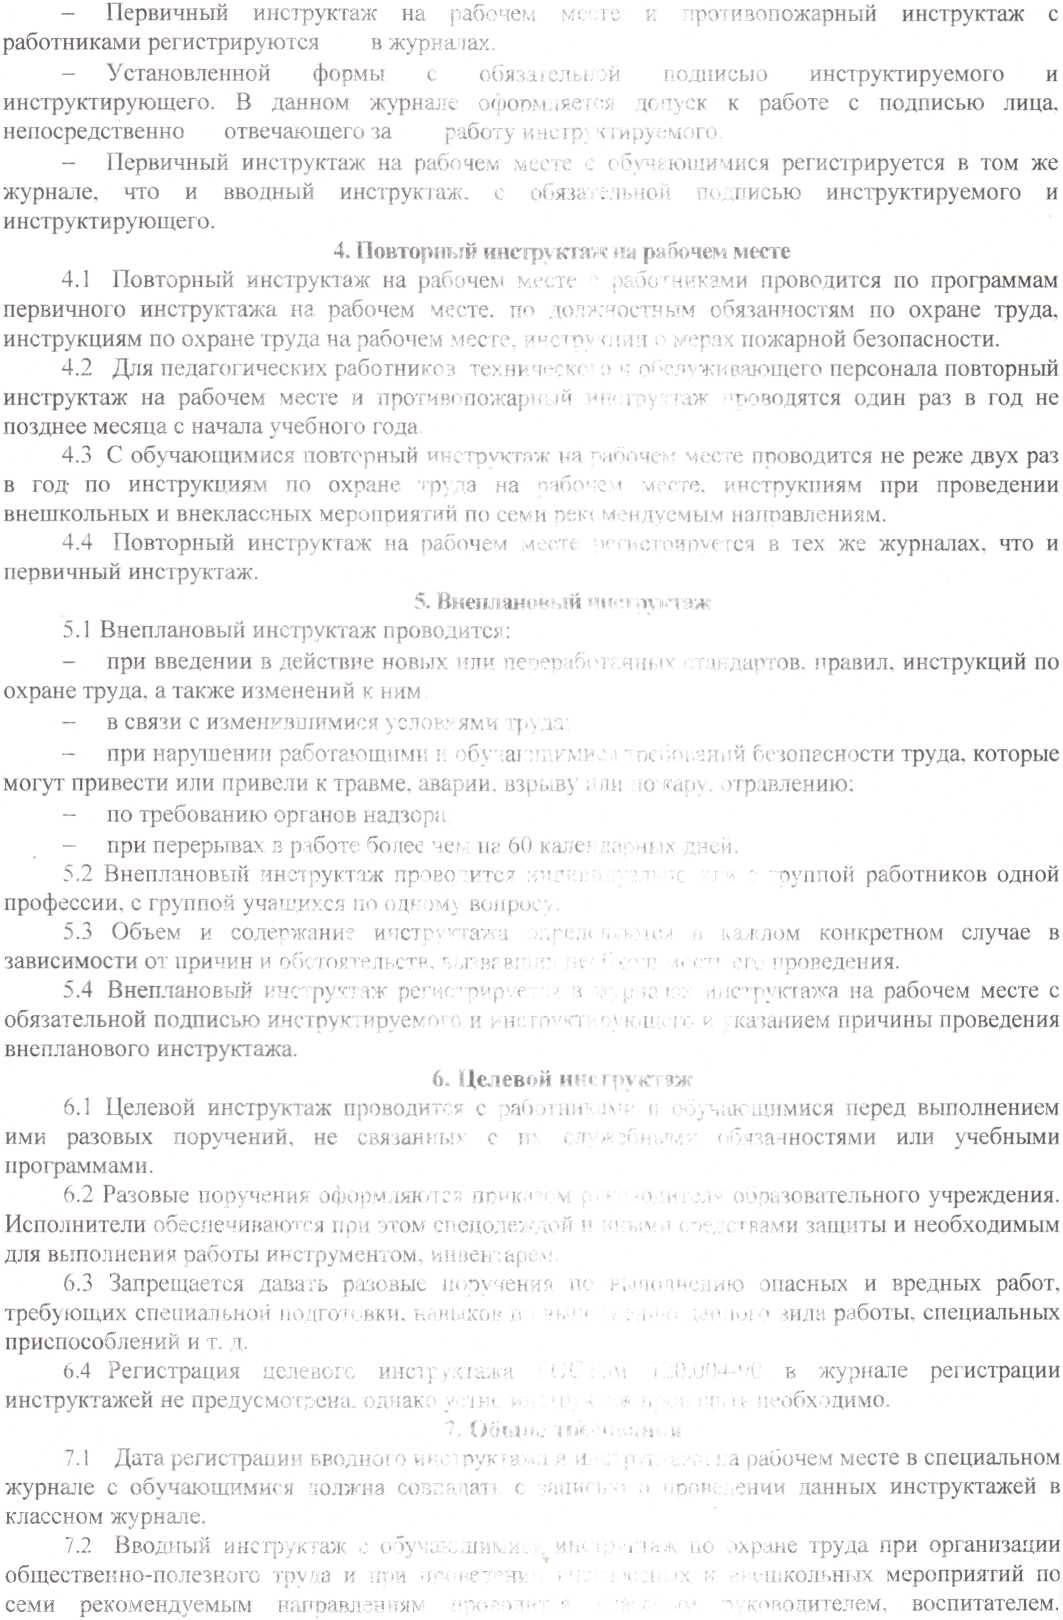 – Первичный инструктаж на рабочем месте и противопожарный инструктаж с
работниками регистрируются в журналах.
– Установленной формы с обязательной подписью инструктируемого и
инструктирующего. В данном журнале оформляется допуск к работе с подписью лица,
непосредственно отвечающего за работу инструктируемого.
– Первичный инструктаж на рабочем месте с обучающимися регистрируется в том же
журнале, что и вводный инструктаж, с обязательной подписью инструктируемого и
инструктирующего.
4. Повторный инструктаж на рабочем месте
4.1 Повторный инструктаж на рабочем месте с работниками проводится по программам
первичного инструктажа на рабочем месте, по должностным обязанностям по охране труда,
инструкциям по охране труда на рабочем месте, инструкции о мерах пожарной безопасности.
4.2 Для педагогических работников технического и обслуживающего персонала повторный
инструктаж на рабочем месте и противопожарный инструктаж проводятся один раз в год не
позднее месяца с начала учебного года.
4.3 С обучающимися повторный инструктаж на рабочем месте проводится не реже двух раз
в год по инструкциям по охране труда на рабочем месте, инструкциям при проведении
внешкольных и внеклассных мероприятий по семи рекомендуемым направлениям.
4.4 Повторный инструктаж на рабочем месте регистрируется в тех же журналах, что и
первичный инструктаж.
5. Внеплановый инструктаж
5.1 Внеплановый инструктаж проводится:
– при введении в действие новых или переработанных стандартов, правил, инструкций по
охране труда, а также изменений к ним
– в связи с изменившимися условиями труда;
– при нарушении работающими и обучающимися требований безопасности труда, которые
могут привести или привели к травме, аварии, взрыву или пожару, отравлению;
– по требованию органов надзора
– при перерывах в работе более чем на 60 календарных дней.
5.2 Внеплановый инструктаж проводится индивидуально или с группой работников одной
профессии, с группой учащихся по одному вопросу.
5.3 Объем и содержание инструктажа определяются в каждом конкретном случае в
зависимости от причин и обстоятельств, вызвавших необходимость его проведения.
5.4 Внеплановый инструктаж регистрируется в журналах инструктажа на рабочем месте с
обязательной подписью инструктируемого и инструктирующего и указанием причины проведения
внепланового инструктажа.
6. Целевой инструктаж
6.1 Целевой инструктаж проводится с работниками и обучающимися перед выполнением
ими разовых поручений, не связанных с их служебными обязанностями или учебными
программами.
6.2 Разовые поручения оформляются приказом руководителя образовательного учреждения.
Исполнители обеспечиваются при этом спецодеждой и иными средствами защиты и необходимым
для выполнения работы инструментом, инвентарем.
6.3 Запрещается давать разовые поручения по выполнению опасных и вредных работ,
требующих специальной подготовки, навыков по выполнению данного вида работы, специальных
приспособлений и т. д.
6.4 Регистрация целевого инструктажа в журнале регистрации
инструктажей не предусмотрена, однако необходимо.
7. Общие требования
7.1 Дата регистрации вводного инструктажа и инструктажа на рабочем месте в специальном
журнале с обучающимися должна совпадать с записью о проведении данных инструктажей в
классном журнале.
7.2 Вводный инструктаж с обучающимися, инструктаж по охране труда при организации
общественно-полезного труда и при проведении внеклассных и внешкольных мероприятий по
семи рекомендуемым направлениям проводится классным руководителем, воспитателем,